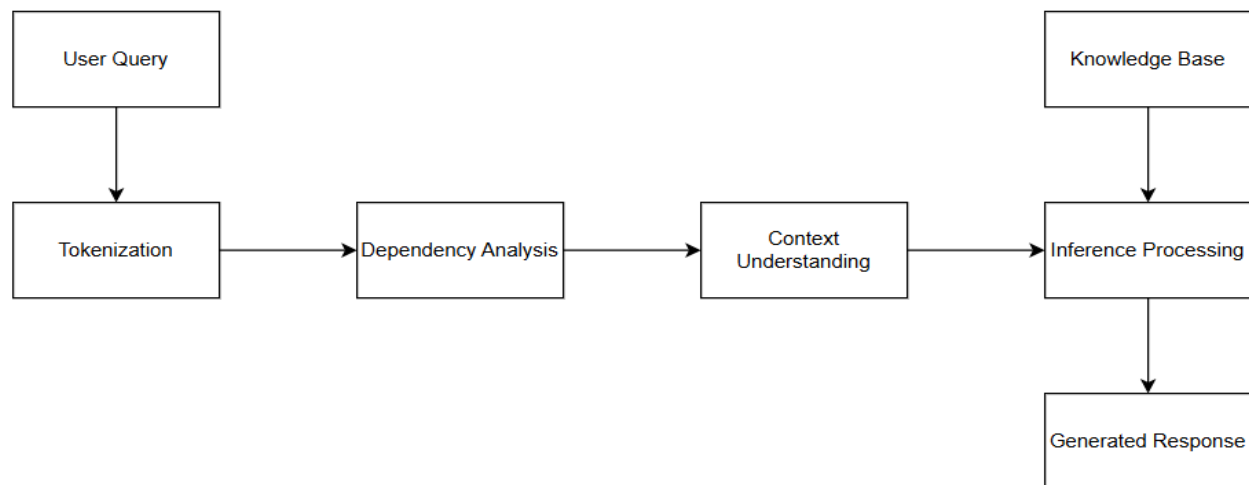 User Query
Knowledge Base
Tokenization
Dependency Analysis
Context
Understanding
Inference Processing
Generated Response